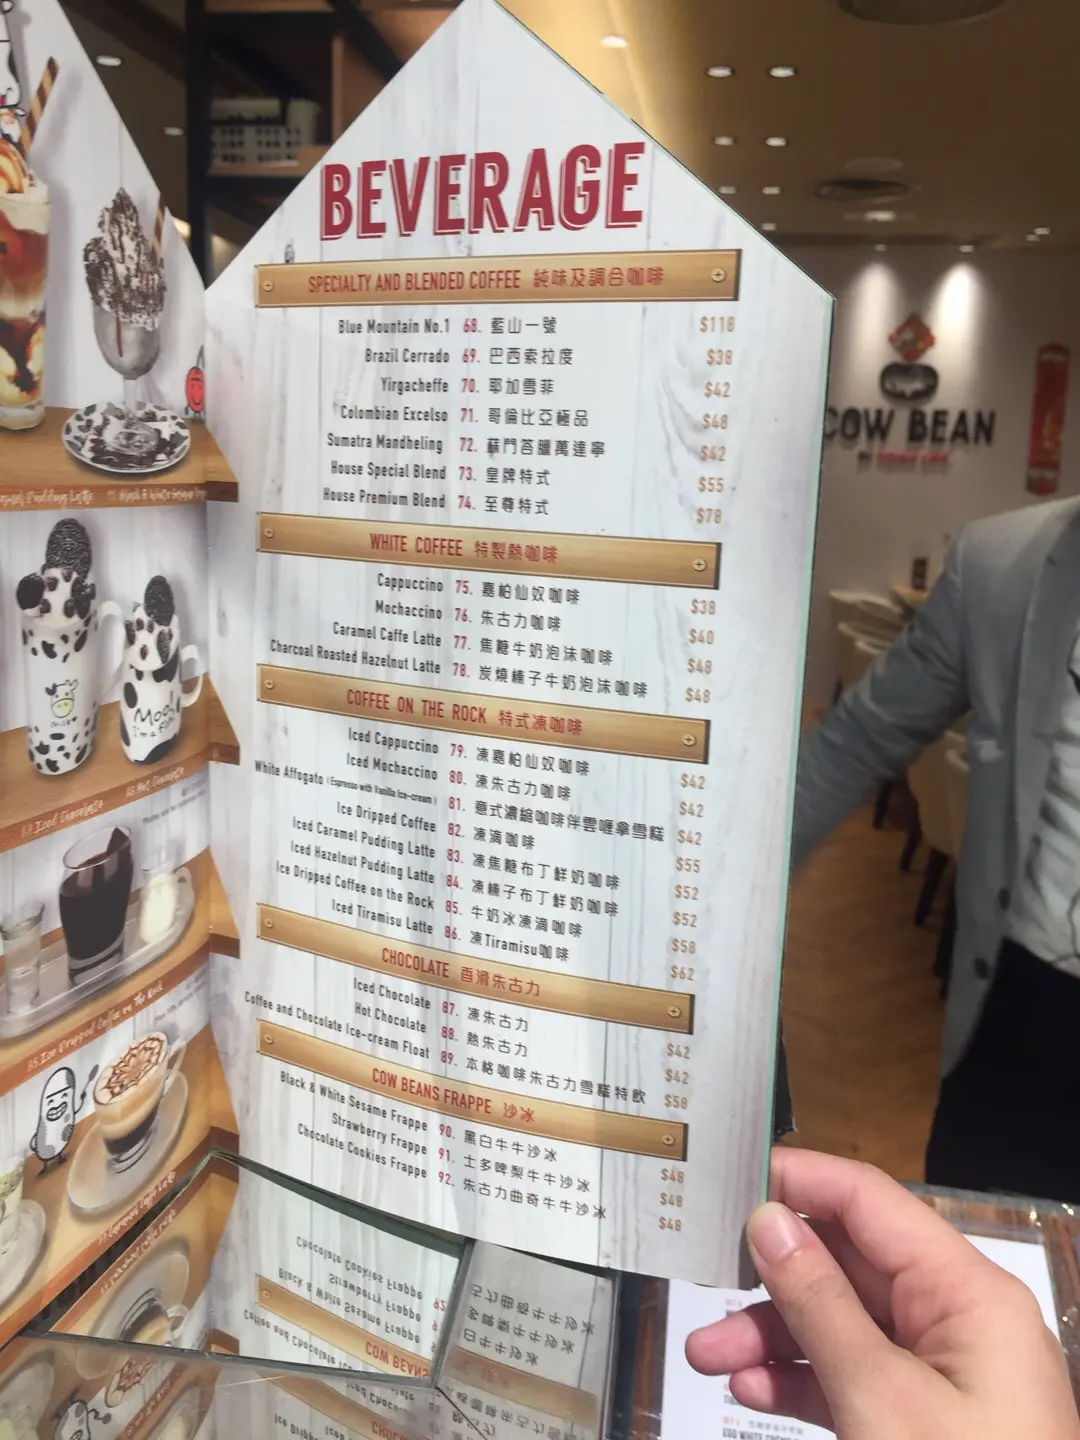 BEVERAGE
SPECIALTY AND BLENDED COFFEE 純味及調合咖啡
Blue Mountain No.1 68. 藍山一號 $118
Brazil Cerrado 69. 巴西索拉度 $38
Yirgacheffe 70. 耶加雪菲 $42
Colombian Excelso 71. 哥倫比亞極品 $48
Sumatra Mandheling 72. 蘇門答臘萬達寧 $42
House Special Blend 73. 皇牌特式 $55
House Premium Blend 74. 至尊特式 $78
WHITE COFFEE 特製熱咖啡
Cappuccino 75. 嘉柏仙奴咖啡 $38
Mochaccino 76. 朱古力咖啡 $40
Caramel Caffe Latte 77. 焦糖牛奶泡沫咖啡 $48
Charcoal Roasted Hazelnut Latte 78. 炭燒榛子牛奶泡沫咖啡 $48
COFFEE ON THE ROCK 特式凍咖啡
Iced Cappuccino 79. 凍嘉柏仙奴咖啡 $42
Iced Mochaccino 80. 凍朱古力咖啡 $42
White Affogato (Espresso with Vanilla Ice-cream) 81. 意式濃縮咖啡伴雲喱拿雪糕 $42
Ice Dripped Coffee 82. 凍滴咖啡 $55
Iced Caramel Pudding Latte 83. 凍焦糖布丁鮮奶咖啡 $52
Iced Hazelnut Pudding Latte 84. 凍榛子布丁鮮奶咖啡 $52
Ice Dripped Coffee on the Rock 85. 牛奶冰凍滴咖啡 $58
Iced Tiramisu Latte 86. 凍Tiramisu咖啡 $62
CHOCOLATE 香滑朱古力
Iced Chocolate 87. 凍朱古力 $42
Hot Chocolate 88. 熱朱古力 $42
Coffee and Chocolate Ice-cream Float 89. 本格咖啡朱古力雪糕特飲 $58
COW BEANS FRAPPE 沙冰
Black & White Sesame Frappe 90. 黑白牛牛沙冰 $48
Strawberry Frappe 91. 士多啤梨牛牛沙冰 $48
Chocolate Cookies Frappe 92. 朱古力曲奇牛牛沙冰 $48
COW BEAN
Pudding Latte
Iced Chocolate
88.Hot Chocolate
85.Ice Dripped Coffee on The Rock
Moo
I'm a